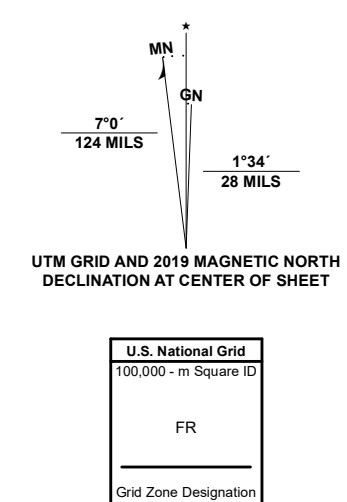 ★
MN
GN
7°0´
124 MILS
1°34´
28 MILS
UTM GRID AND 2019 MAGNETIC NORTH
DECLINATION AT CENTER OF SHEET
U.S. National Grid
100,000 - m Square ID
FR
Grid Zone Designation